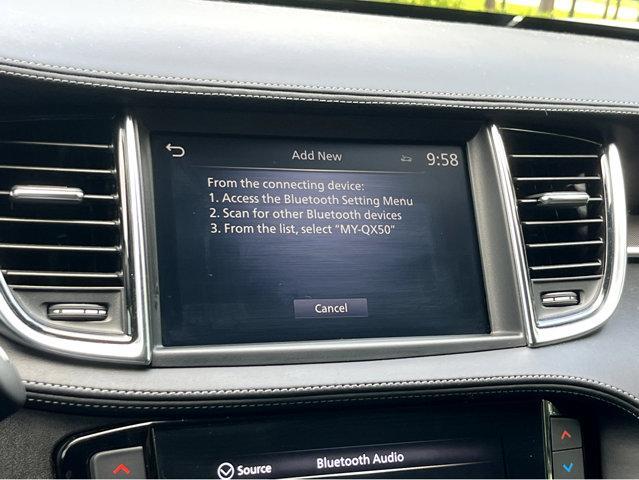 Add New
9:58
From the connecting device:
1. Access the Bluetooth Setting Menu
2. Scan for other Bluetooth devices
3. From the list, select "MY-QX50"
Cancel
Source
Bluetooth Audio